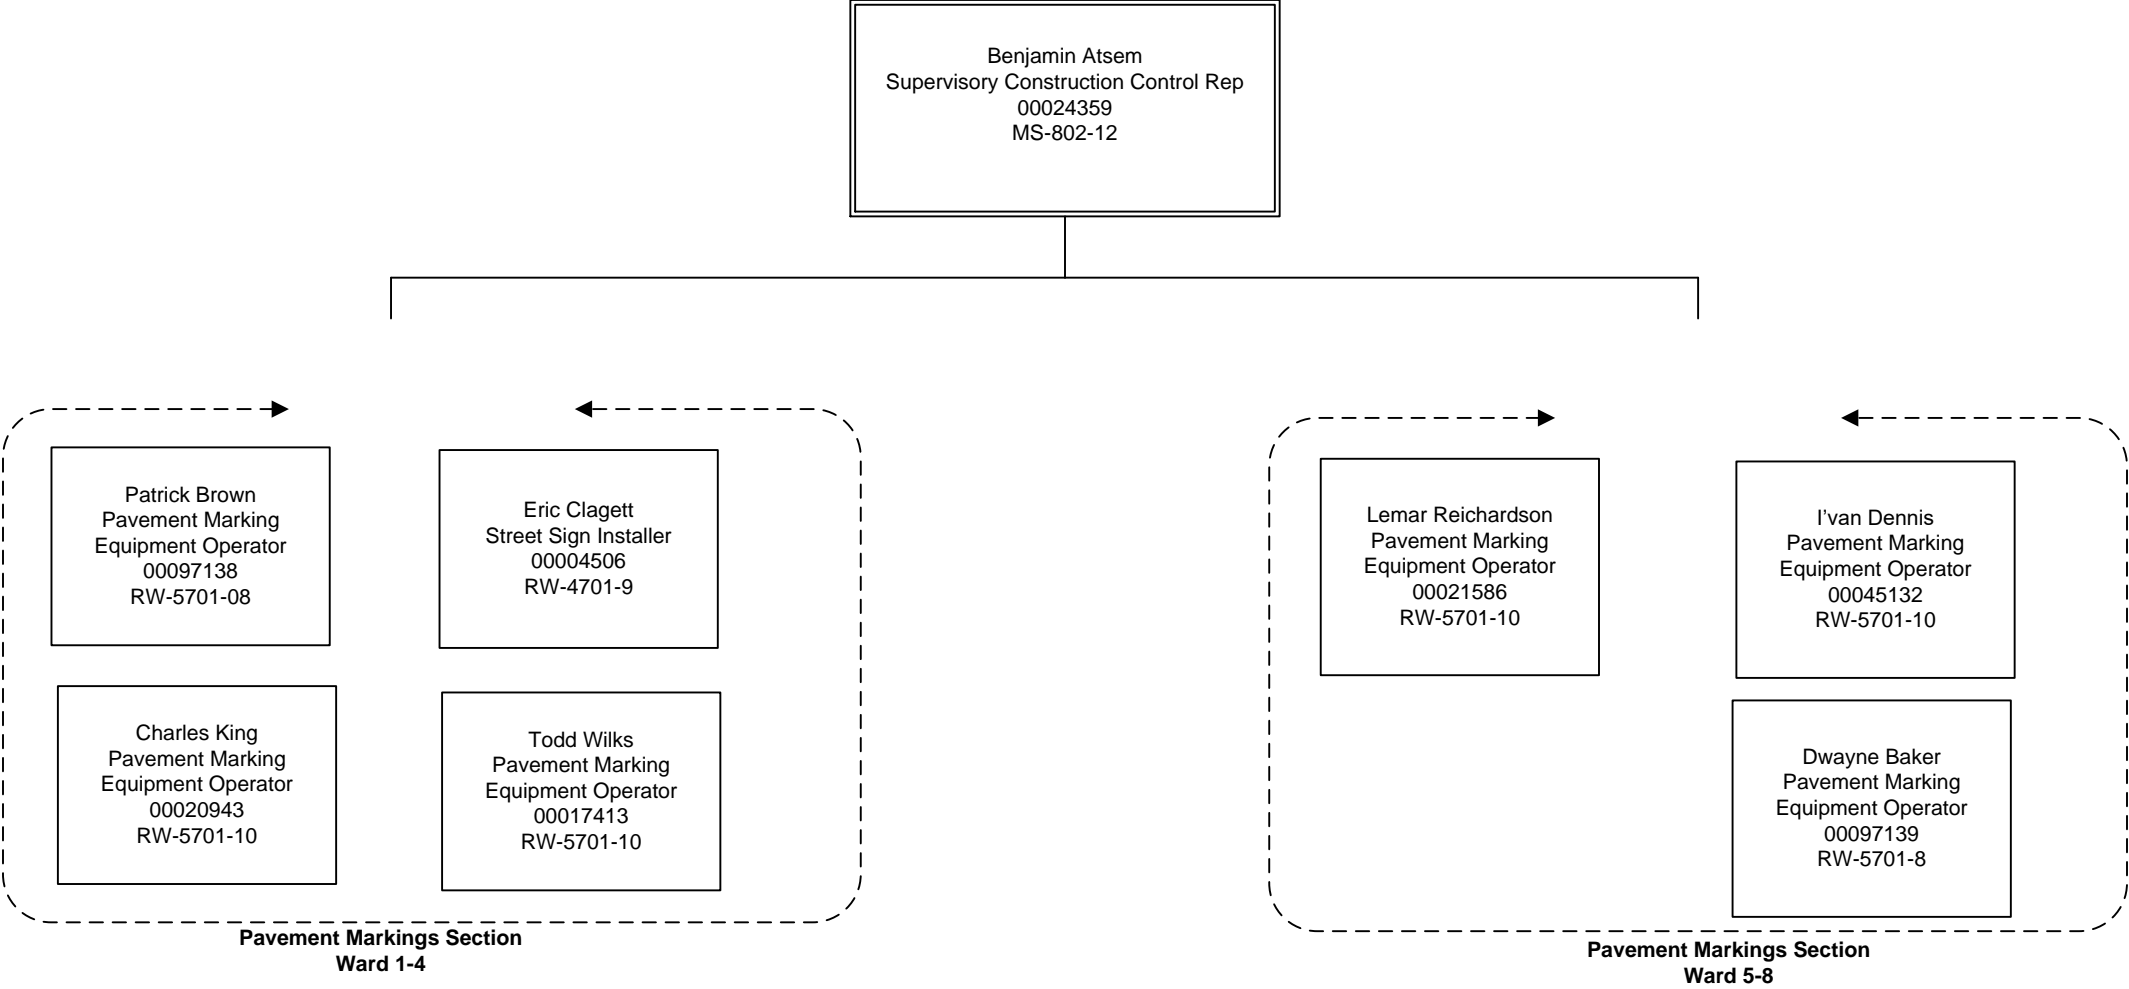 Benjamin Atsem
Supervisory Construction Control Rep
00024359
MS-802-12
Patrick Brown
Pavement Marking
Equipment Operator
00097138
RW-5701-08
Eric Clagett
Street Sign Installer
00004506
RW-4701-9
Charles King
Pavement Marking
Equipment Operator
00020943
RW-5701-10
Todd Wilks
Pavement Marking
Equipment Operator
00017413
RW-5701-10
Pavement Markings Section
Ward 1-4
Lemar Reichardson
Pavement Marking
Equipment Operator
00021586
RW-5701-10
I’van Dennis
Pavement Marking
Equipment Operator
00045132
RW-5701-10
Dwayne Baker
Pavement Marking
Equipment Operator
00097139
RW-5701-8
Pavement Markings Section
Ward 5-8